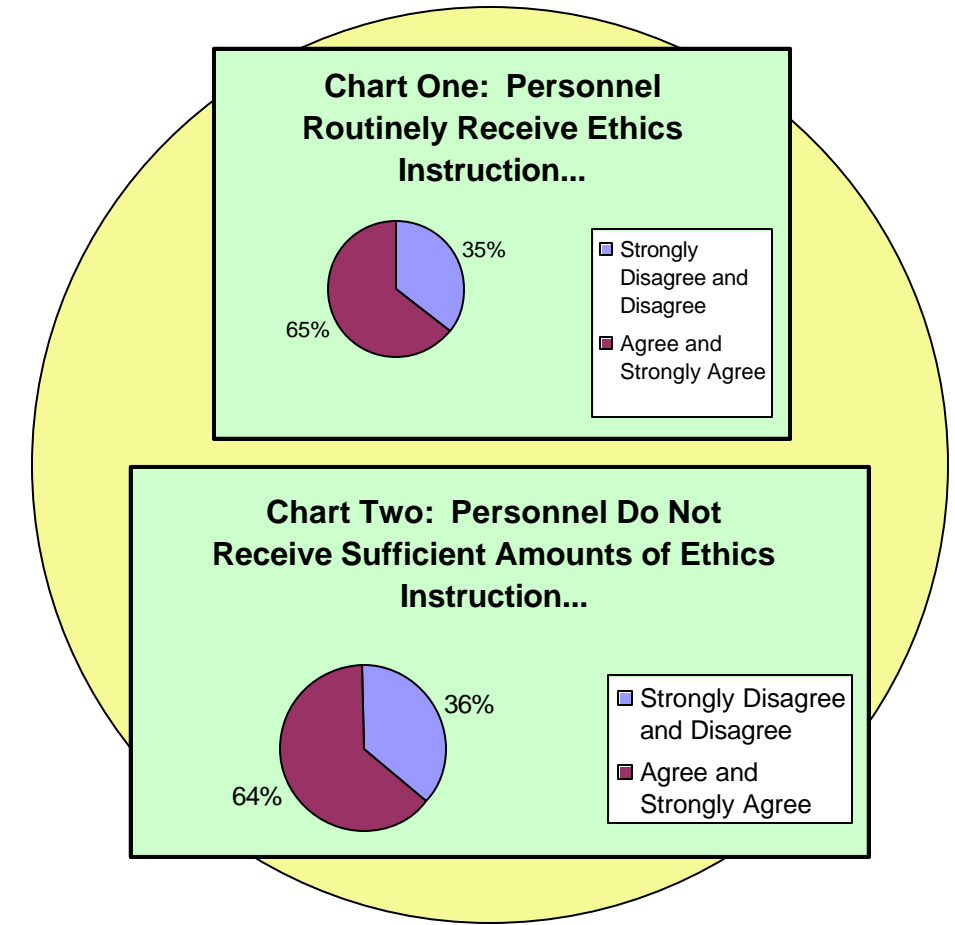 Chart One:  Personnel
Routinely Receive Ethics
Instruction...
35%
65%
Strongly
Disagree and
Disagree
Agree and
Strongly Agree
Chart Two:  Personnel Do Not
Receive Sufficient Amounts of Ethics
Instruction...
36%
64%
Strongly Disagree
and Disagree
Agree and
Strongly Agree